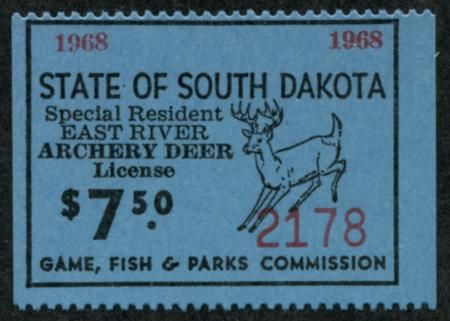 1968 1968
STATE OF SOUTH DAKOTA
Special Resident
EAST RIVER
ARCHERY DEER
License
$7.50
2178
GAME, FISH & PARKS COMMISSION